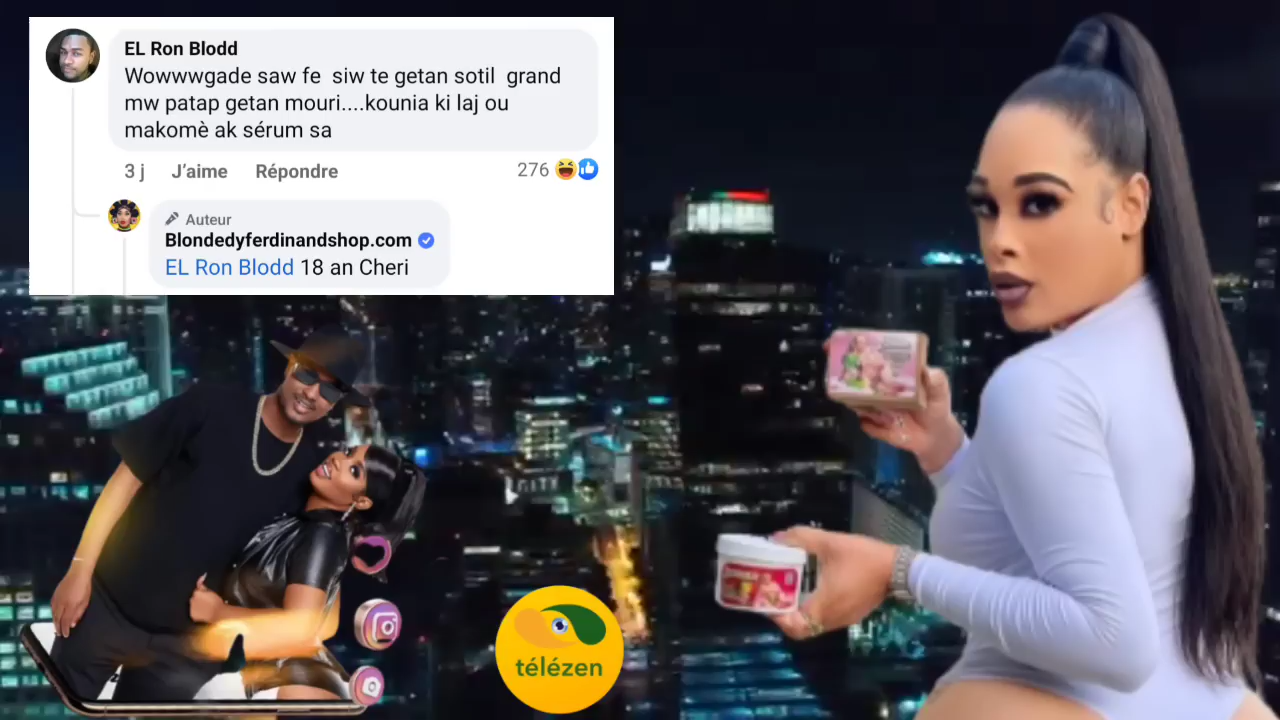 EL Ron Blodd
Wowwwgade saw fe siw te getan sotil grand
mw patap getan mouri....kounia ki laj ou
makomè ak sérum sa
3 j J'aime Répondre 276
Auteur
Blondedyferdinandshop.com
EL Ron Blodd 18 an Cheri
télézen